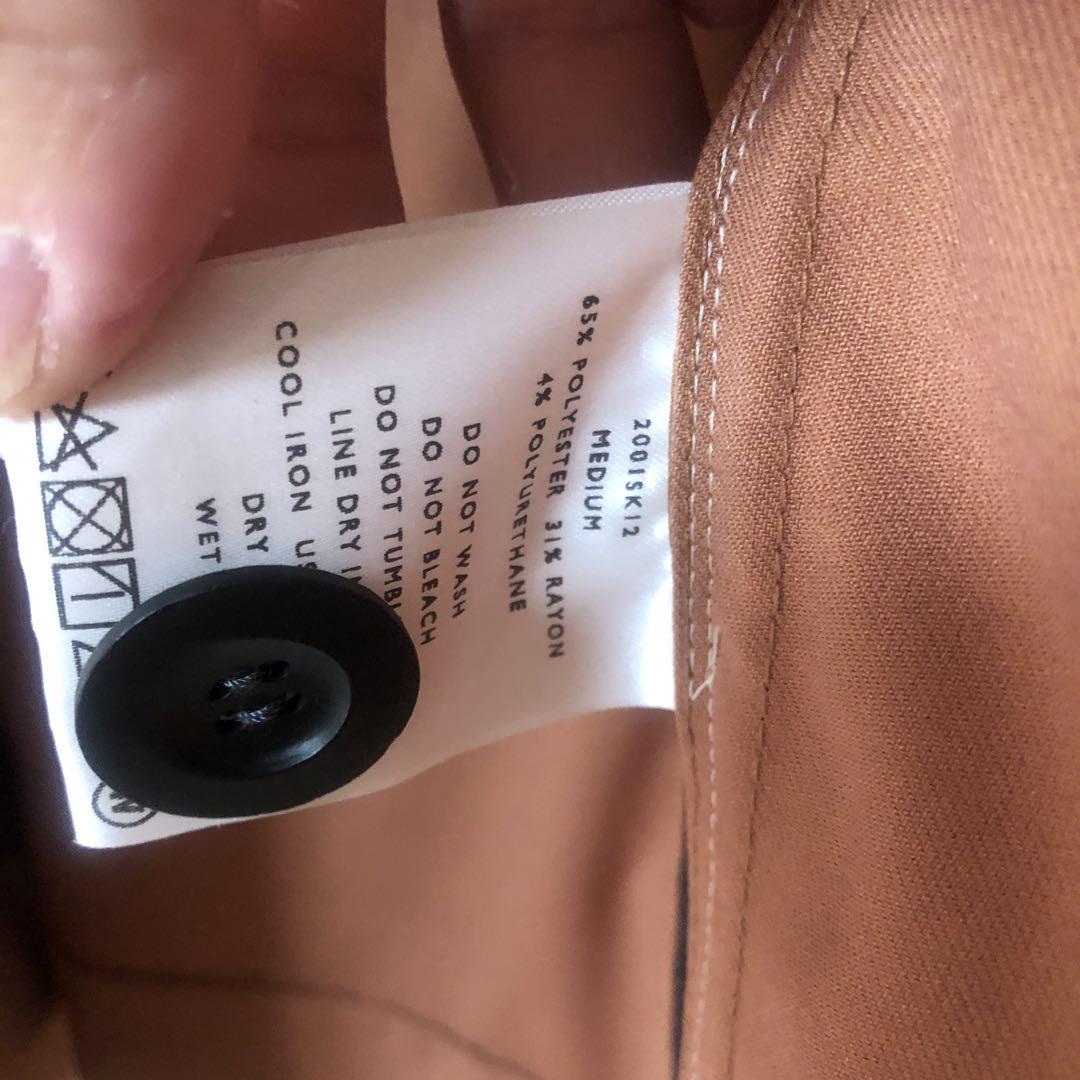 2001SK12
MEDIUM
65% POLYESTER 31% RAYON
4% POLYURETHANE
DO NOT WASH
DO NOT BLEACH
DO NOT
LINE DRY
COOL IRON
DRY
WET
W